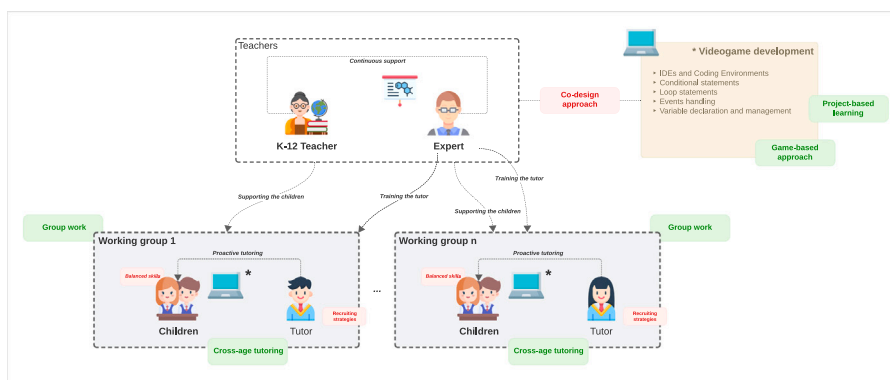 Teachers
Continuous support
K-12 Teacher
Expert
Co-design
approach
* Videogame development
‣ IDEs and Coding Environments
‣ Conditional statements
‣ Loop statements
‣ Events handling
‣ Variable declaration and management
Project-based
learning
Game-based
approach
Supporting the children
Training the tutor
Training the tutor
Supporting the children
Group work
Group work
Working group 1
Proactive tutoring
Balanced skills
*
Children
Tutor
Recruiting
strategies
Cross-age tutoring
...
Working group n
Proactive tutoring
Balanced skills
*
Children
Tutor
Recruiting
strategies
Cross-age tutoring